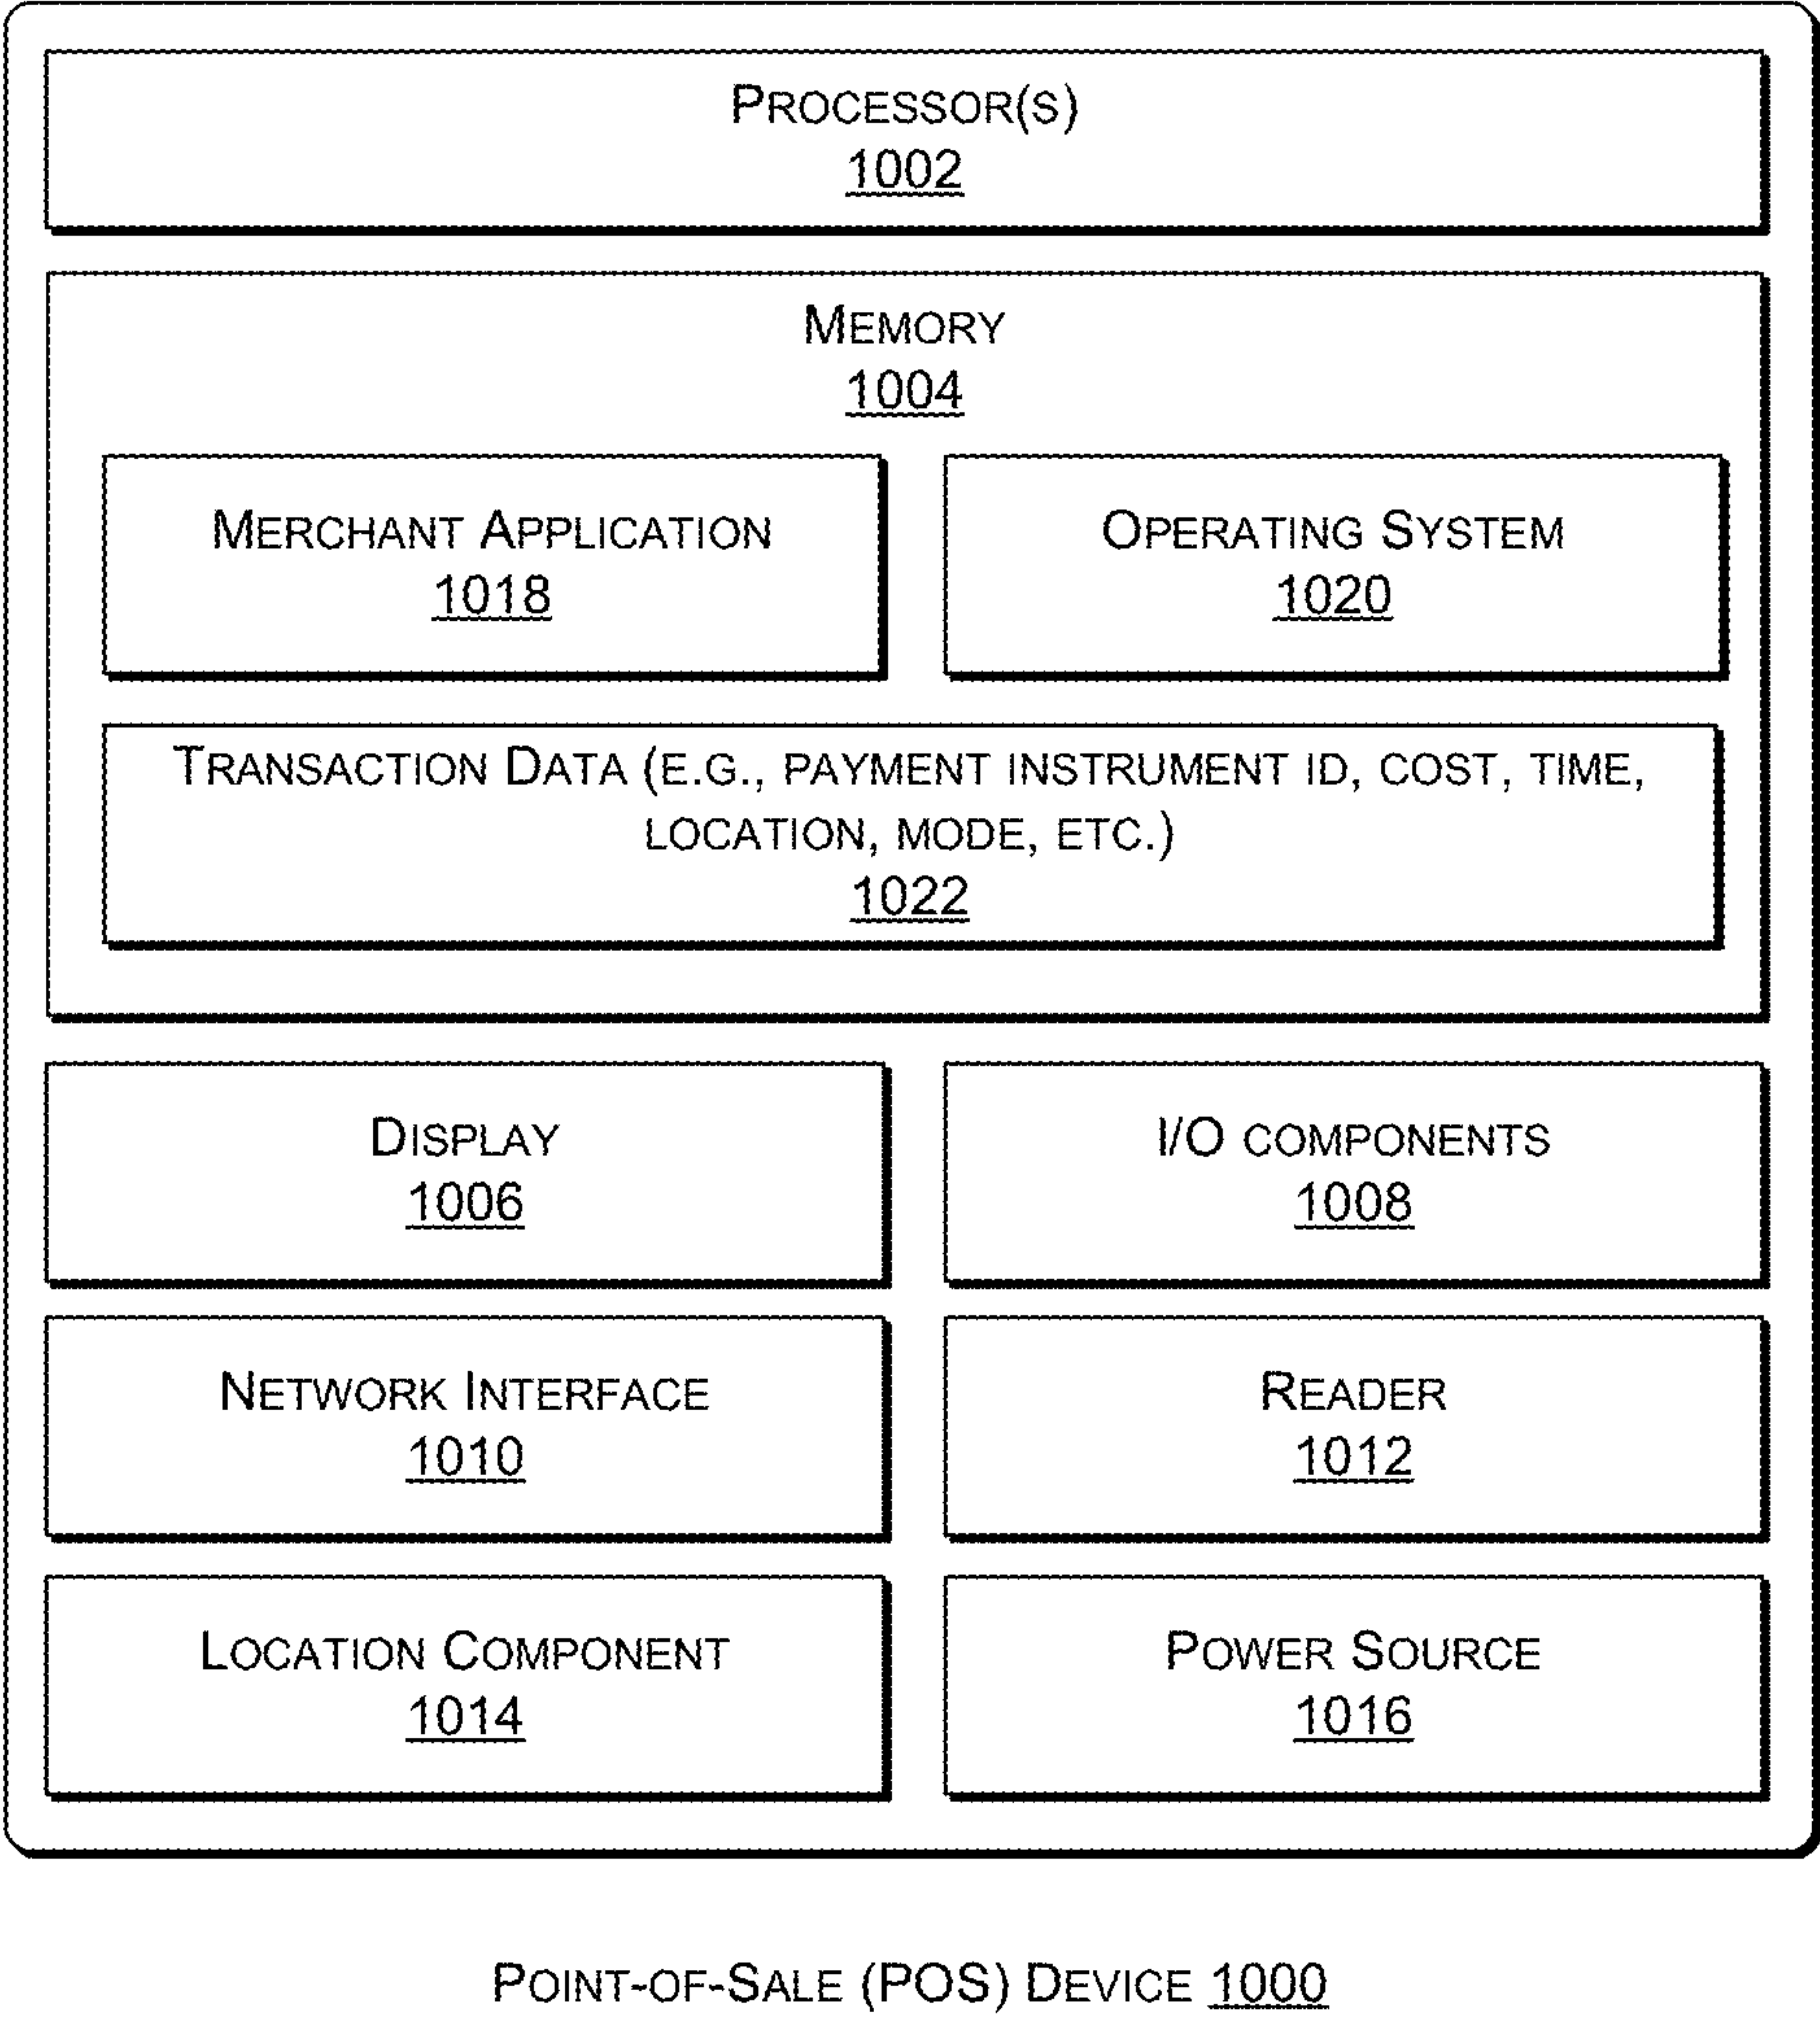 PROCESSOR(S)
1002
MEMORY
1004
MERCHANT APPLICATION
1018
OPERATING SYSTEM
1020
TRANSACTION DATA (E.G., PAYMENT INSTRUMENT ID, COST, TIME,
LOCATION, MODE, ETC.)
1022
DISPLAY
1006
I/O COMPONENTS
1008
NETWORK INTERFACE
1010
READER
1012
LOCATION COMPONENT
1014
POWER SOURCE
1016
POINT-OF-SALE (POS) DEVICE 1000